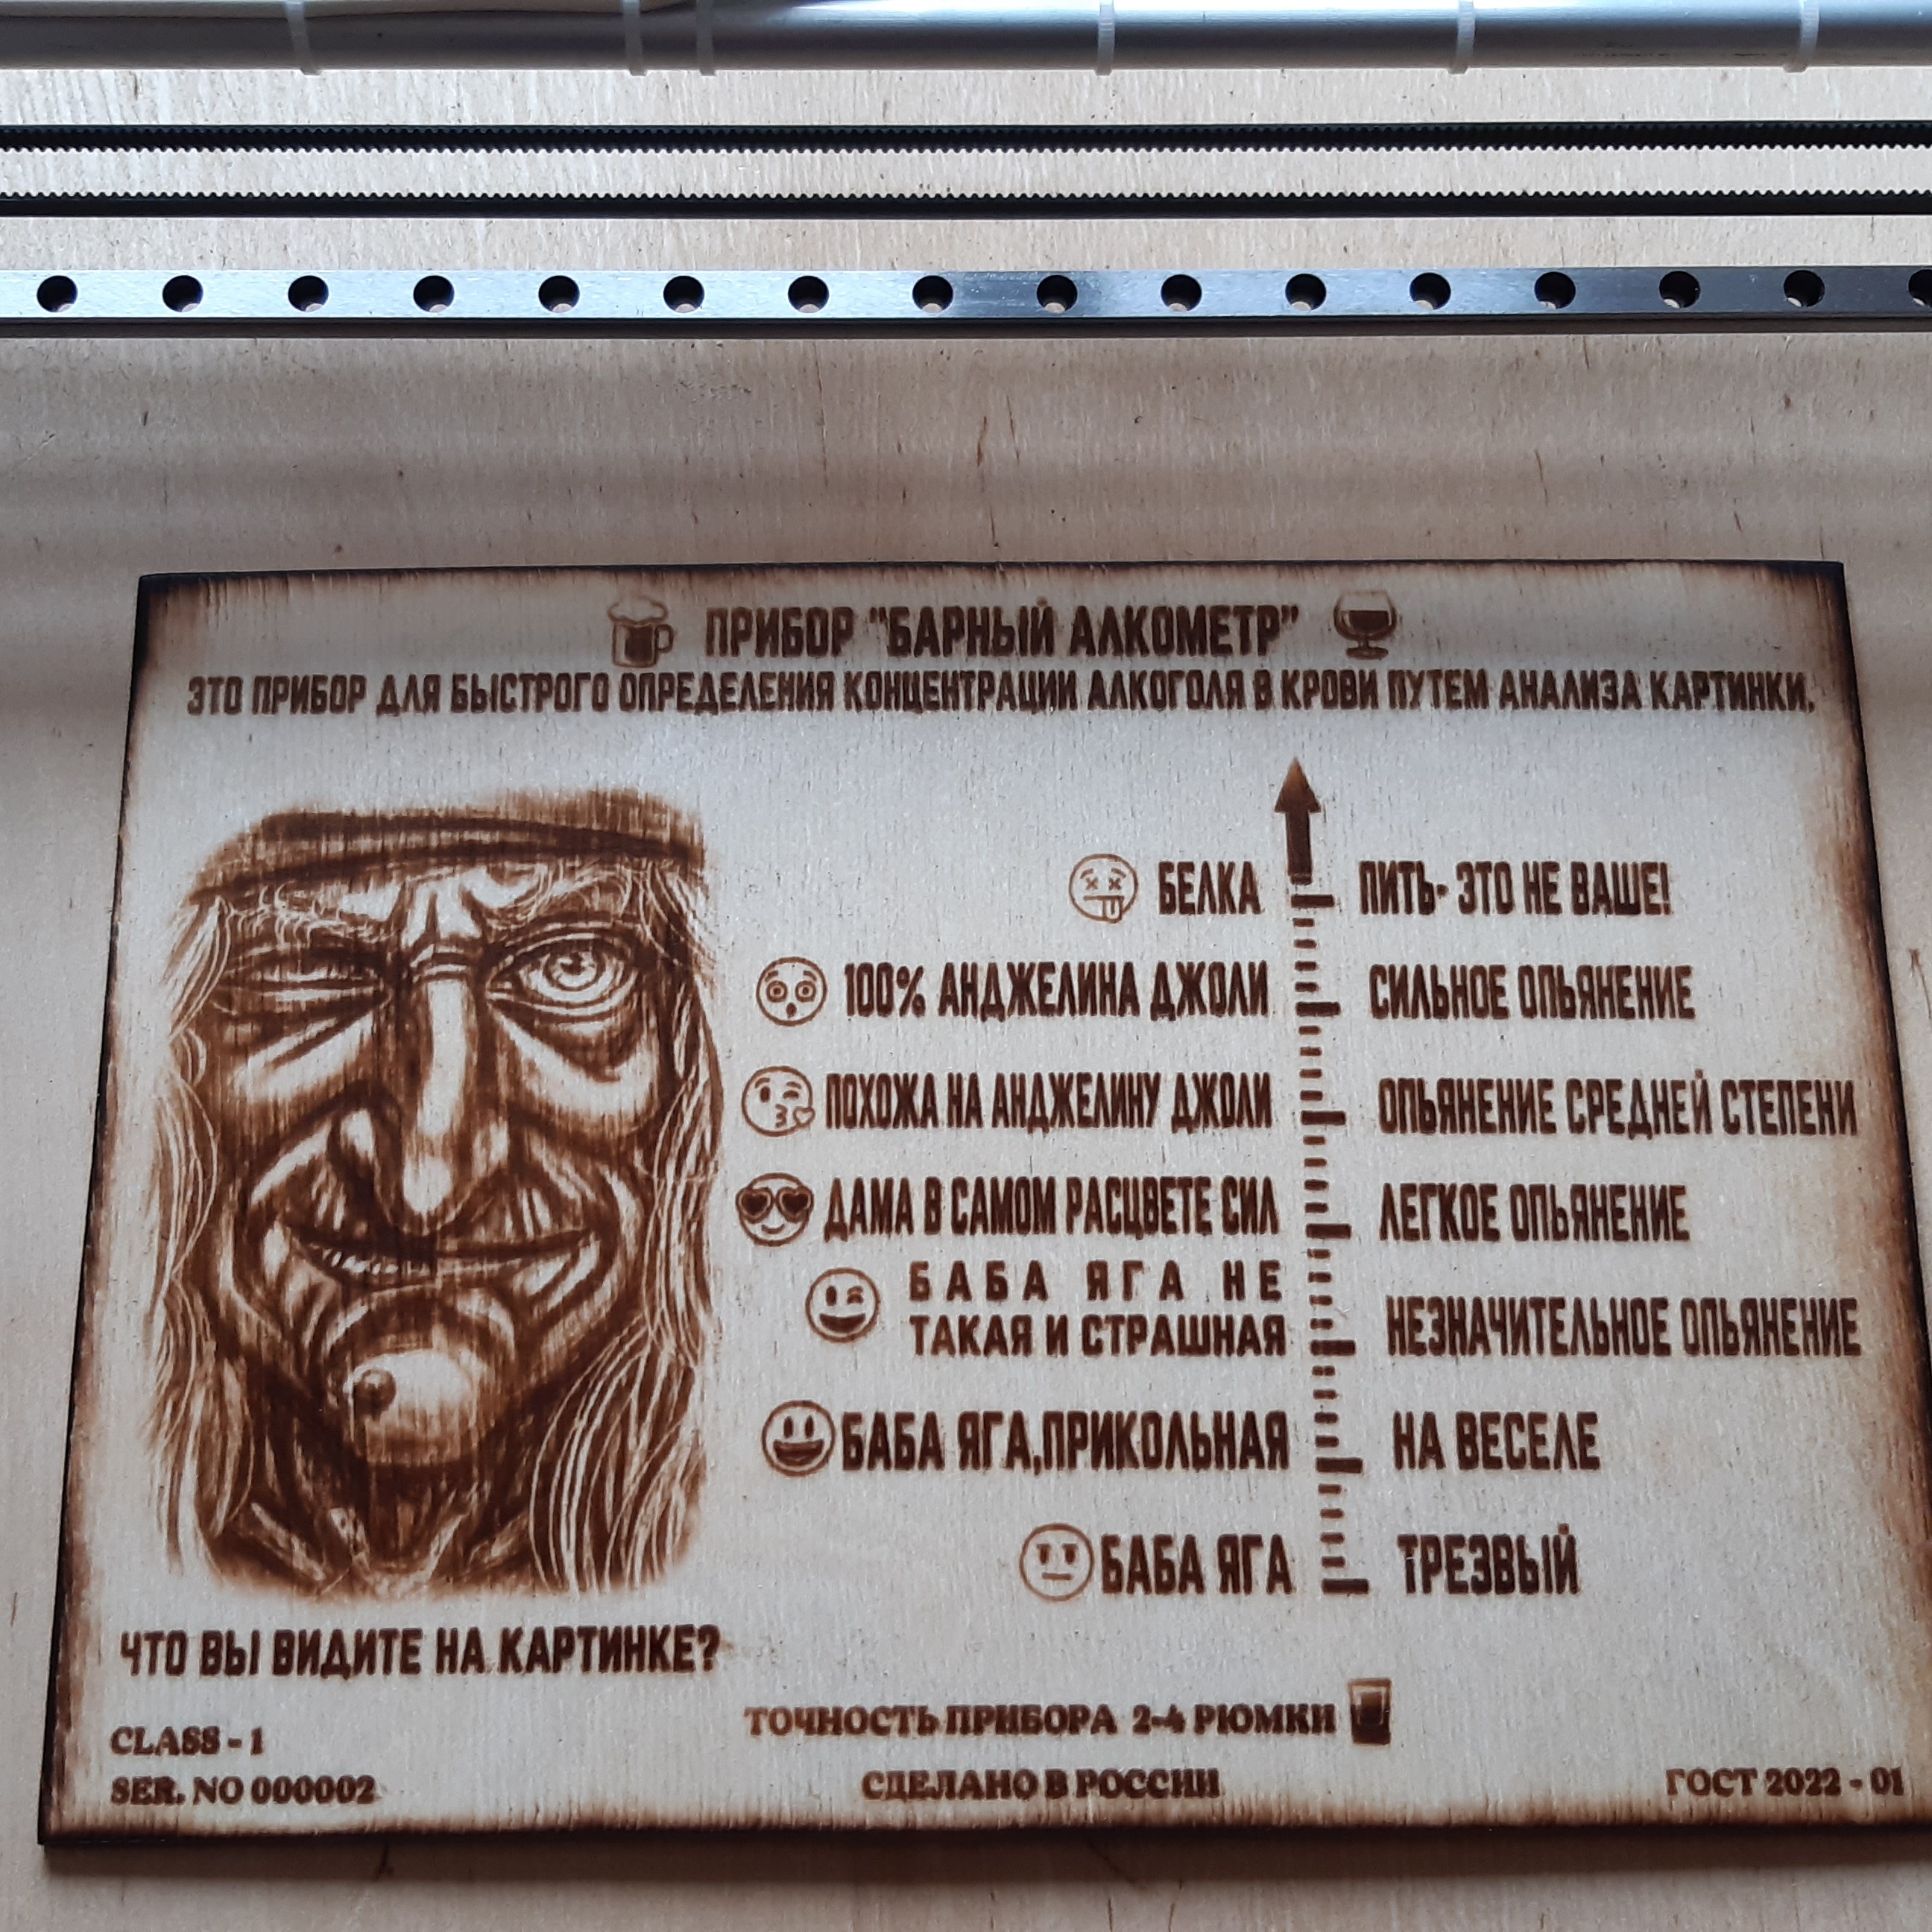 ПРИБОР "БАРНЫЙ АЛКОМЕТР"
ЭТО ПРИБОР ДЛЯ БЫСТРОГО ОПРЕДЕЛЕНИЯ КОНЦЕНТРАЦИИ АЛКОГОЛЯ В КРОВИ ПУТЕМ АНАЛИЗА КАРТИНКИ.
БЕЛКА
ПИТЬ- ЭТО НЕ ВАШЕ!
100% АНДЖЕЛИНА ДЖОЛИ
СИЛЬНОЕ ОПЬЯНЕНИЕ
ПОХОЖА НА АНДЖЕЛИНУ ДЖОЛИ
ОПЬЯНЕНИЕ СРЕДНЕЙ СТЕПЕНИ
ДАМА В САМОМ РАСЦВЕТЕ СИЛ
ЛЕГКОЕ ОПЬЯНЕНИЕ
БАБА ЯГА НЕ
ТАКАЯ И СТРАШНАЯ
НЕЗНАЧИТЕЛЬНОЕ ОПЬЯНЕНИЕ
БАБА ЯГА,ПРИКОЛЬНАЯ
НА ВЕСЕЛЕ
БАБА ЯГА
ТРЕЗВЫЙ
ЧТО ВЫ ВИДИТЕ НА КАРТИНКЕ?
ТОЧНОСТЬ ПРИБОРА 2-4 РЮМКИ
CLASS - 1
SER. NO 000002
СДЕЛАНО В РОССИИ
ГОСТ 2022 - 01